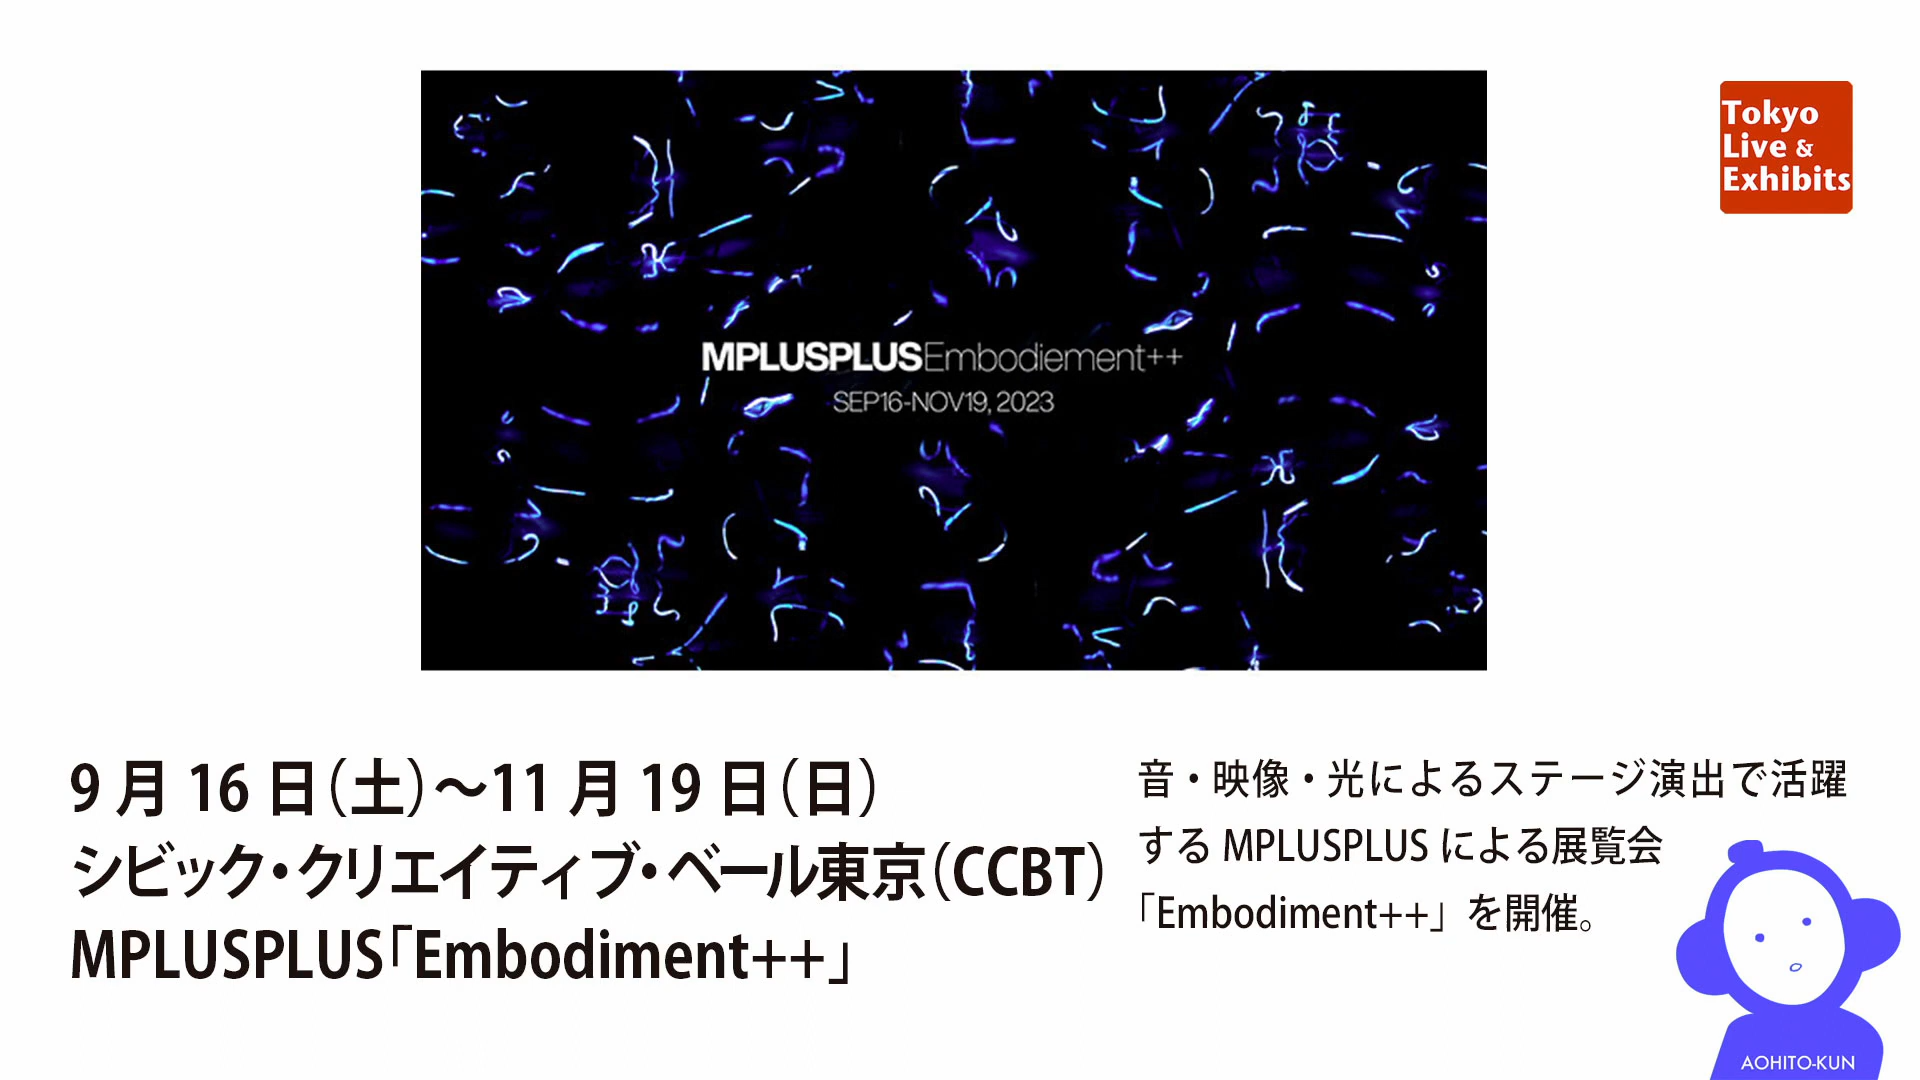 MPLUSPLUS Embodiement++
SEP16-NOV19, 2023
Tokyo
Live &
Exhibits
9月16日(土)~11月19日(日)
シビック・クリエイティブ・ベール東京(CCBT)
MPLUSPLUS「Embodiment++」
音・映像・光によるステージ演出で活躍
するMPLUSPLUSによる展覧会
「Embodiment++」を開催。
AOHITO-KUN